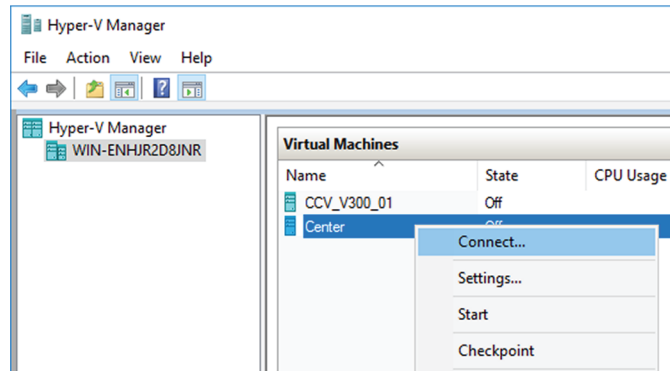 Hyper-V Manager
File Action View Help
Hyper-V Manager
WIN-ENHJR2D8JNR
Virtual Machines
Name State CPU Usage
CCV_V300_01 Off
Center Off
Connect...
Settings...
Start
Checkpoint